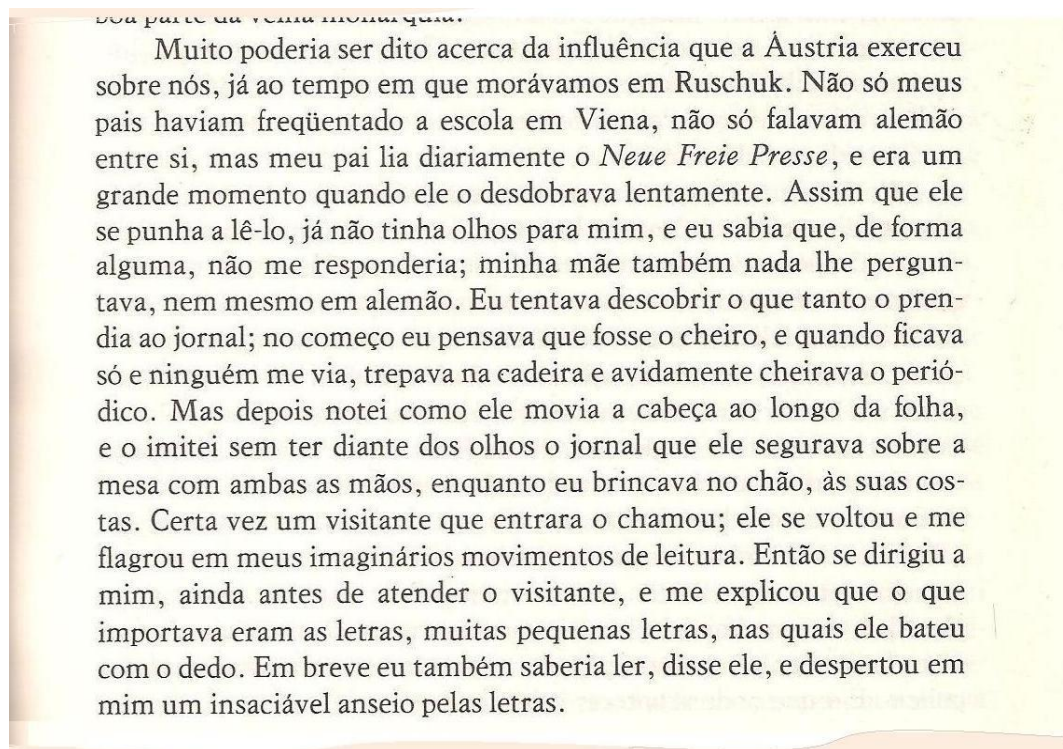 boa parte da velha monarquia.
Muito poderia ser dito acerca da influência que a Áustria exerceu
sobre nós, já ao tempo em que morávamos em Ruschuk. Não só meus
pais haviam freqüentado a escola em Viena, não só falavam alemão
entre si, mas meu pai lia diariamente o Neue Freie Presse, e era um
grande momento quando ele o desdobrava lentamente. Assim que ele
se punha a lê-lo, já não tinha olhos para mim, e eu sabia que, de forma
alguma, não me responderia; minha mãe também nada lhe pergun-
tava, nem mesmo em alemão. Eu tentava descobrir o que tanto o pren-
dia ao jornal; no começo eu pensava que fosse o cheiro, e quando ficava
só e ninguém me via, trepava na cadeira e avidamente cheirava o perió-
dico. Mas depois notei como ele movia a cabeça ao longo da folha,
e o imitei sem ter diante dos olhos o jornal que ele segurava sobre a
mesa com ambas as mãos, enquanto eu brincava no chão, às suas cos-
tas. Certa vez um visitante que entrara o chamou; ele se voltou e me
flagrou em meus imaginários movimentos de leitura. Então se dirigiu a
mim, ainda antes de atender o visitante, e me explicou que o que
importava eram as letras, muitas pequenas letras, nas quais ele bateu
com o dedo. Em breve eu também saberia ler, disse ele, e despertou em
mim um insaciável anseio pelas letras.